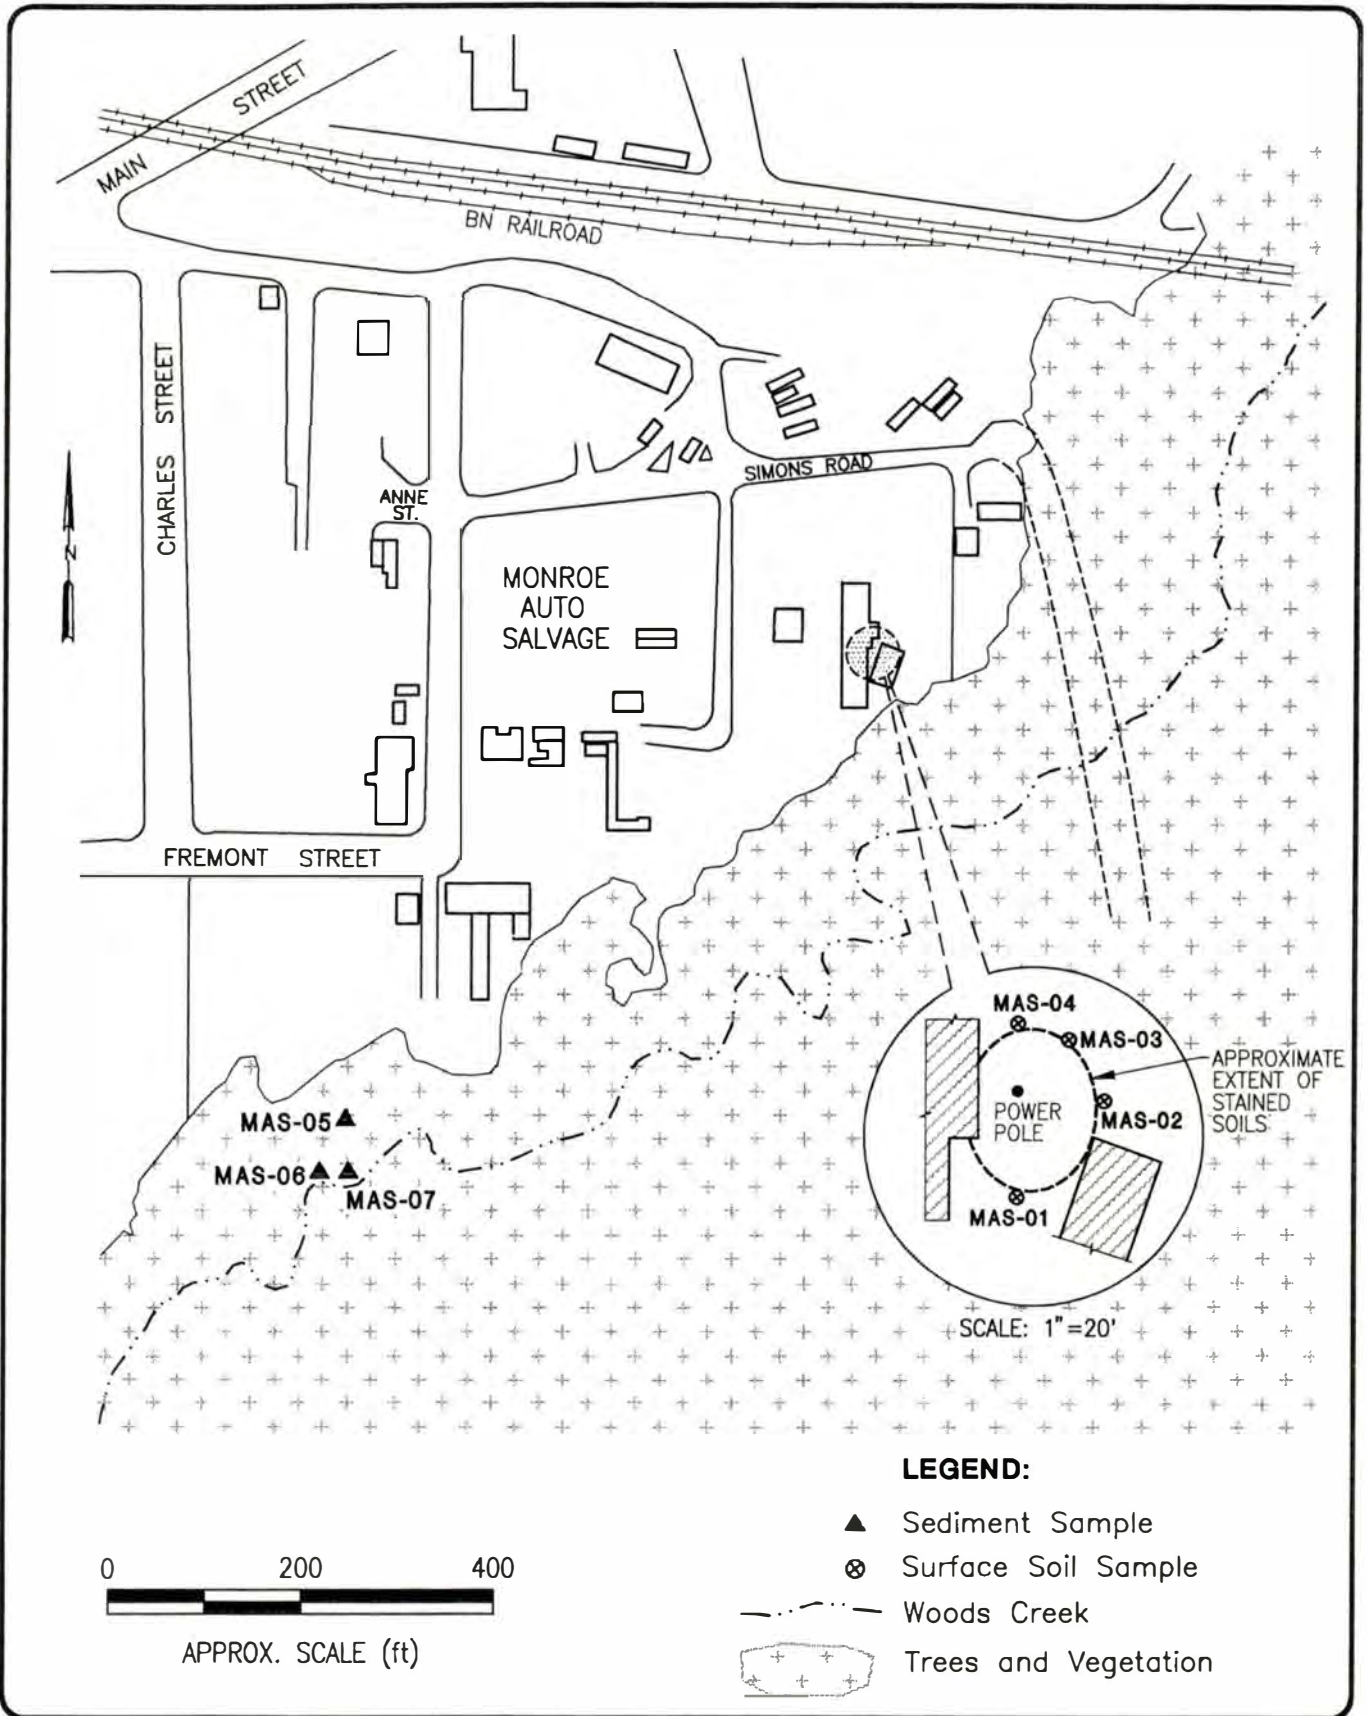 STREET
MAIN
BN RAILROAD
CHARLES STREET
ANNE
ST.
SIMONS ROAD
N
MONROE
AUTO
SALVAGE
FREMONT STREET
MAS-04
MAS-03
APPROXIMATE
EXTENT OF
STAINED
SOILS
POWER
POLE
MAS-02
MAS-01
MAS-05
MAS-06
MAS-07
SCALE: 1"=20'
LEGEND:
Sediment Sample
Surface Soil Sample
Woods Creek
Trees and Vegetation
0 200 400
APPROX. SCALE (ft)